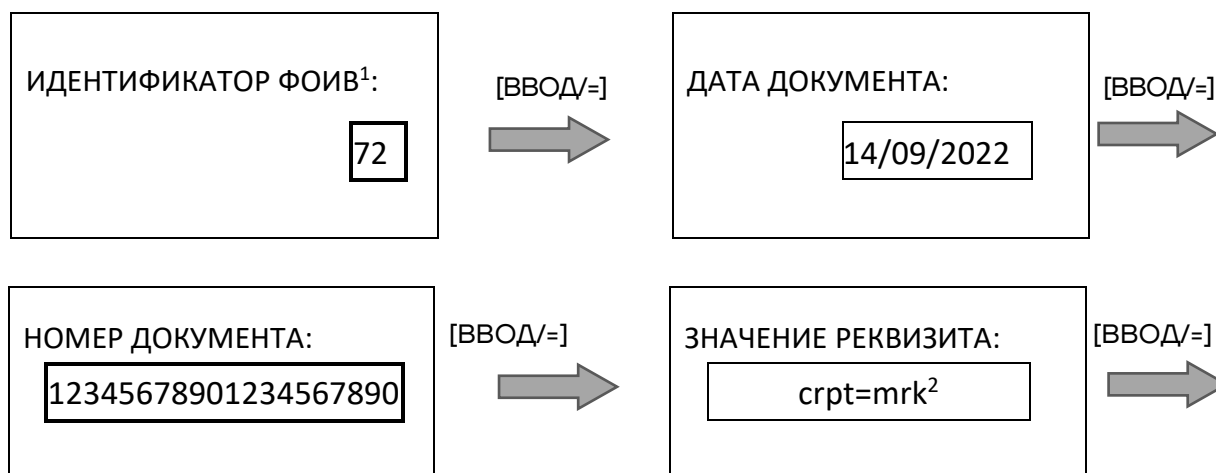 ИДЕНТИФИКАТОР ФОИВ¹:
72
[ВВОД/=]
ДАТА ДОКУМЕНТА:
14/09/2022
[ВВОД/=]
НОМЕР ДОКУМЕНТА:
12345678901234567890
[ВВОД/=]
ЗНАЧЕНИЕ РЕКВИЗИТА:
crpt=mrk²
[ВВОД/=]